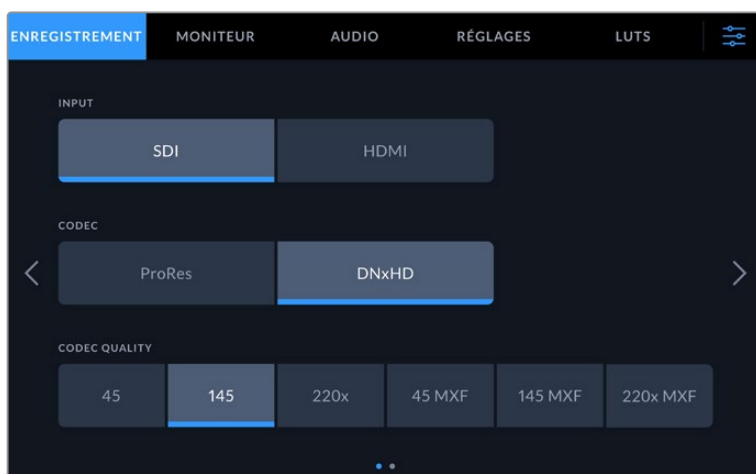 ENREGISTREMENT MONITEUR AUDIO RÉGLAGES LUTS
INPUT
SDI HDMI
CODEC
ProRes DNxHD
CODEC QUALITY
45 145 220x 45 MXF 145 MXF 220x MXF